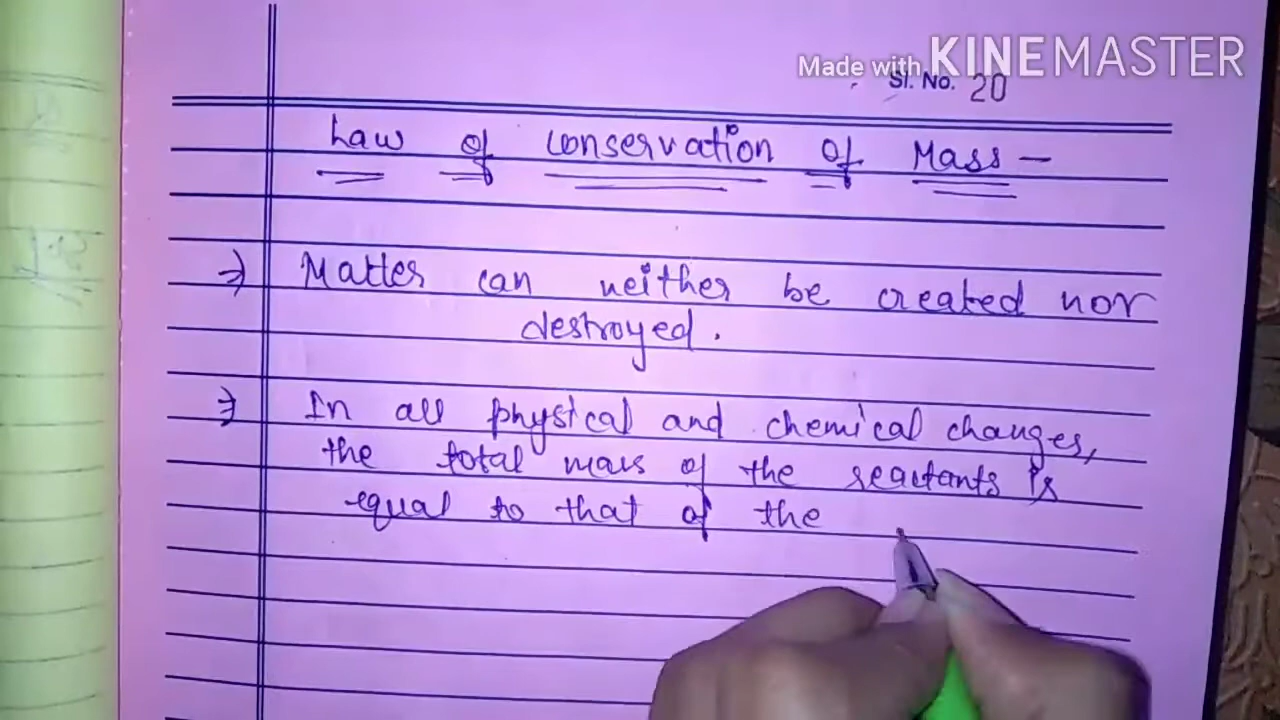 Made with KINEMASTER
Sl. No. 20
Law of Conservation of Mass -
⇒ Matter can neither be created nor
destroyed.
⇒ In all physical and chemical changes,
the total mass of the reactants is
equal to that of the